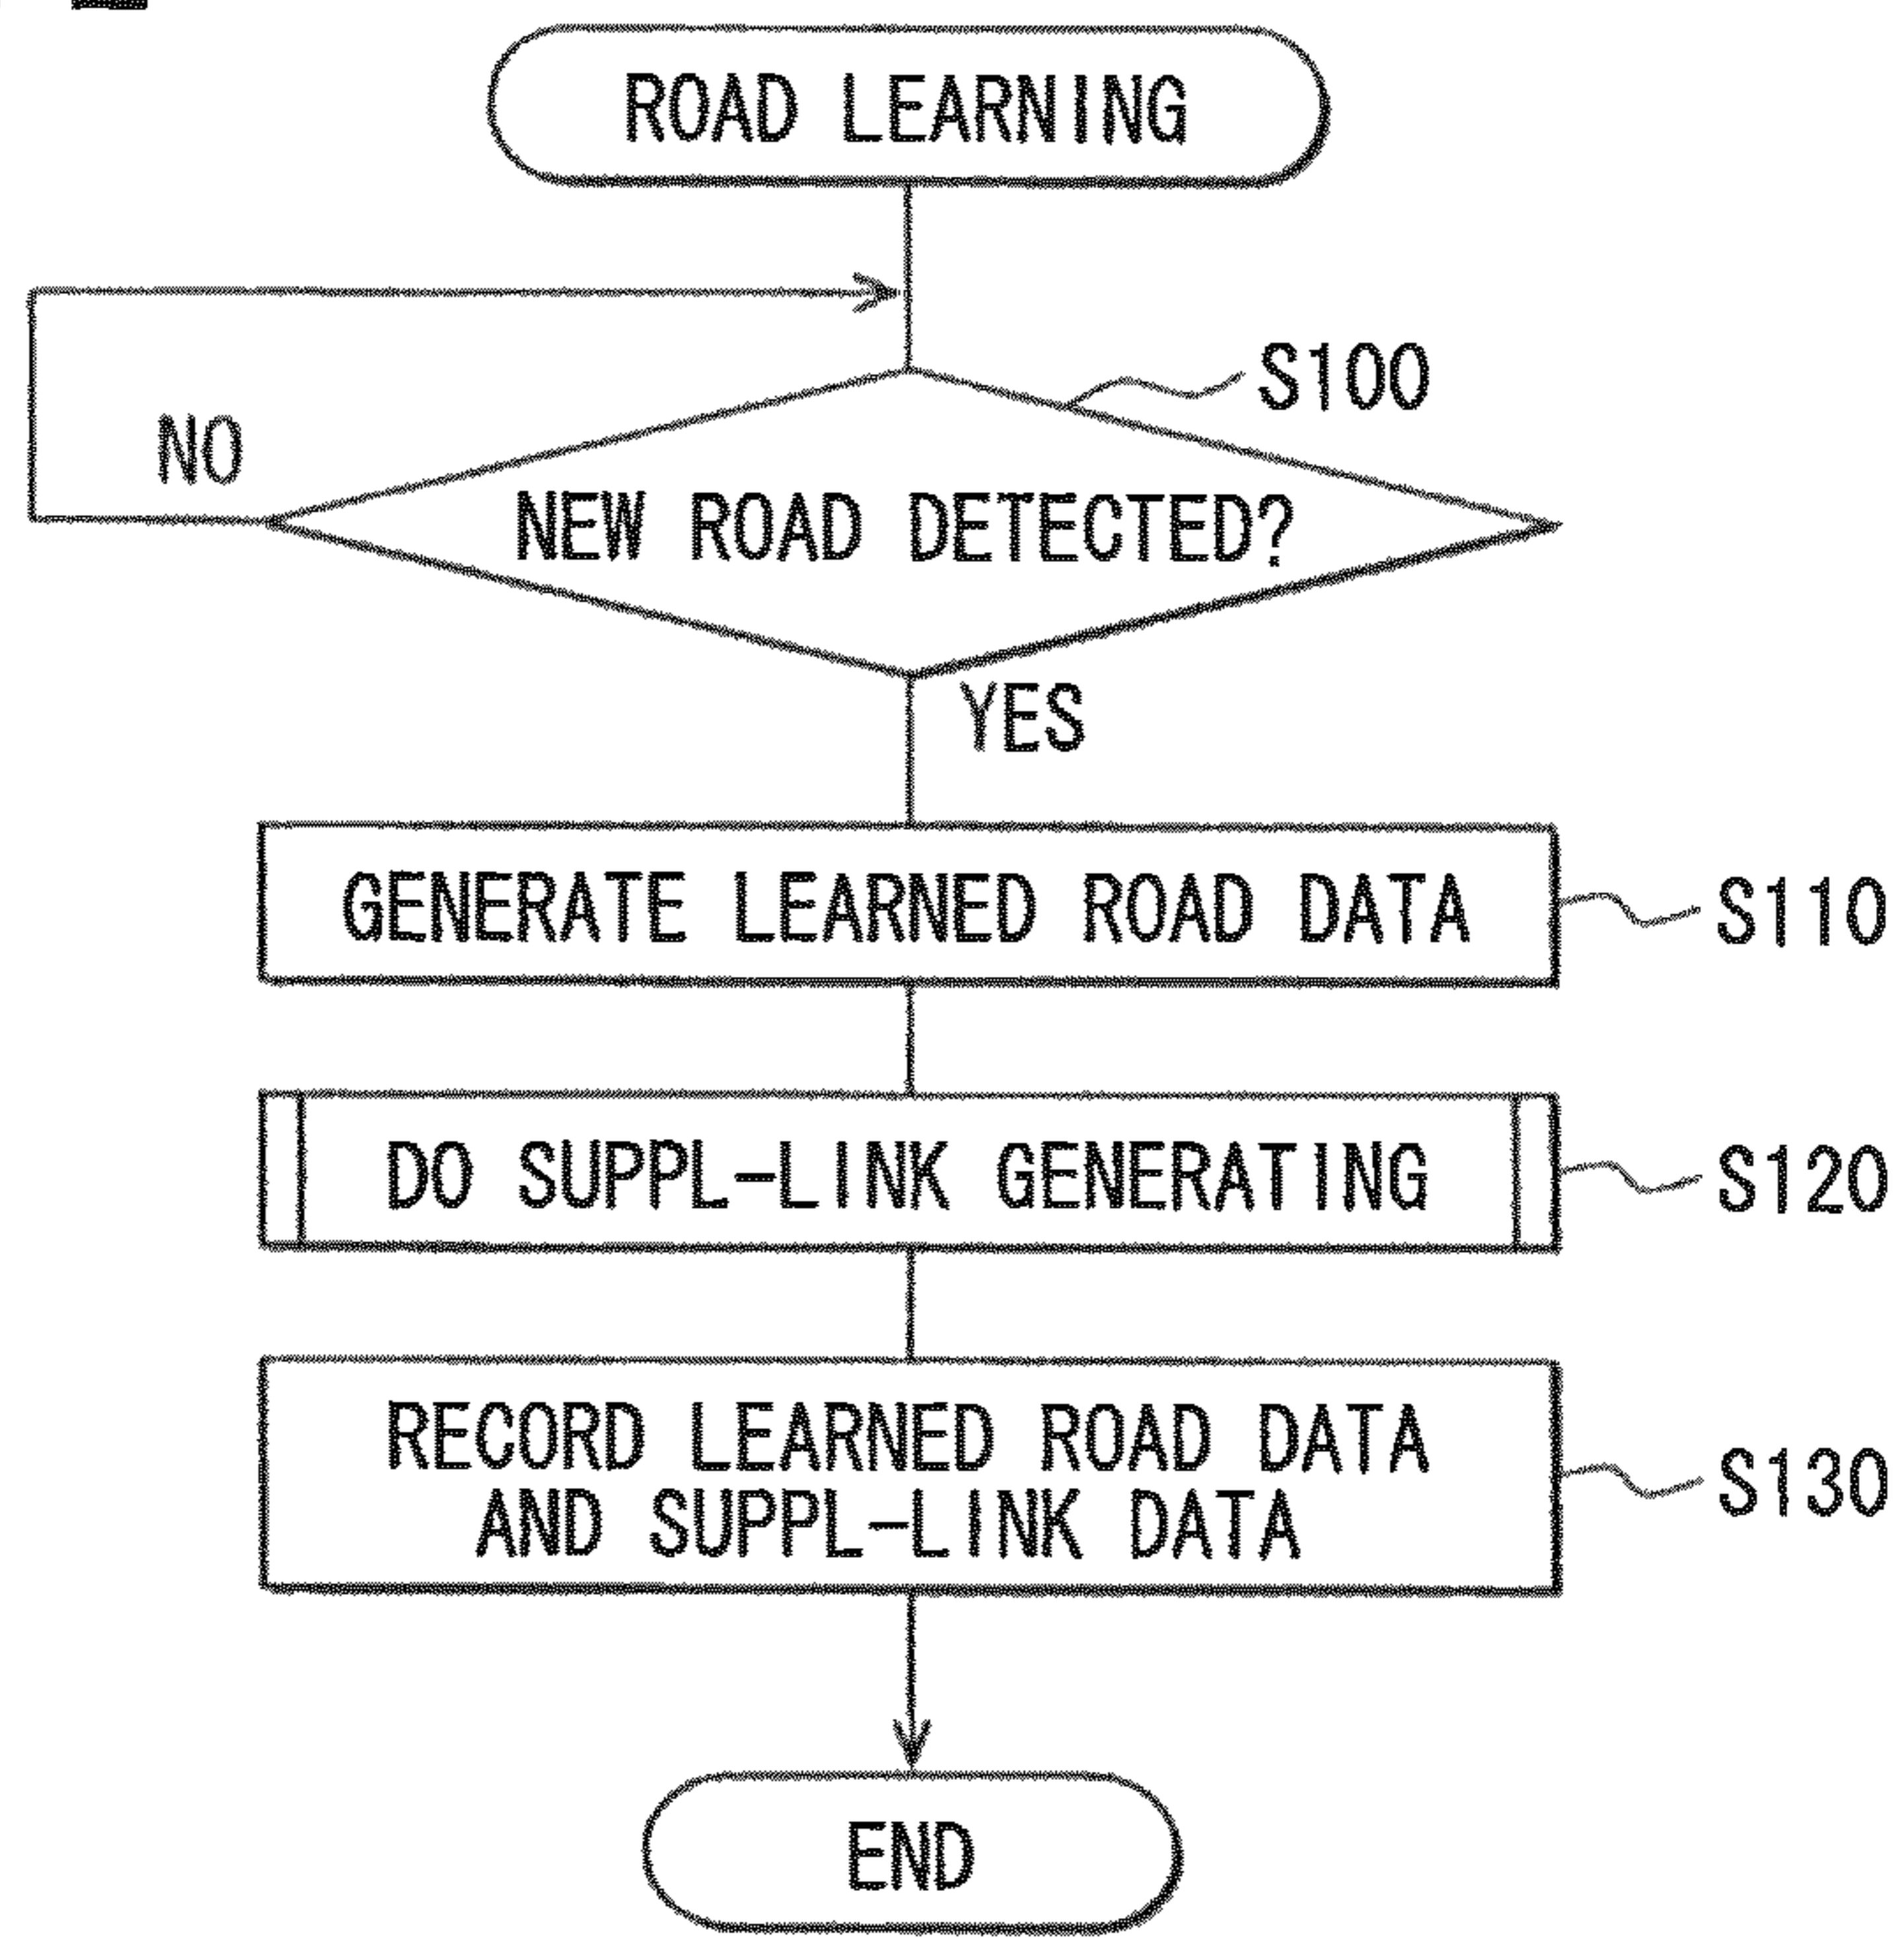 ROAD LEARNING
S100
NO
NEW ROAD DETECTED?
YES
GENERATE LEARNED ROAD DATA
S110
DO SUPPL-LINK GENERATING
S120
RECORD LEARNED ROAD DATA
AND SUPPL-LINK DATA
S130
END